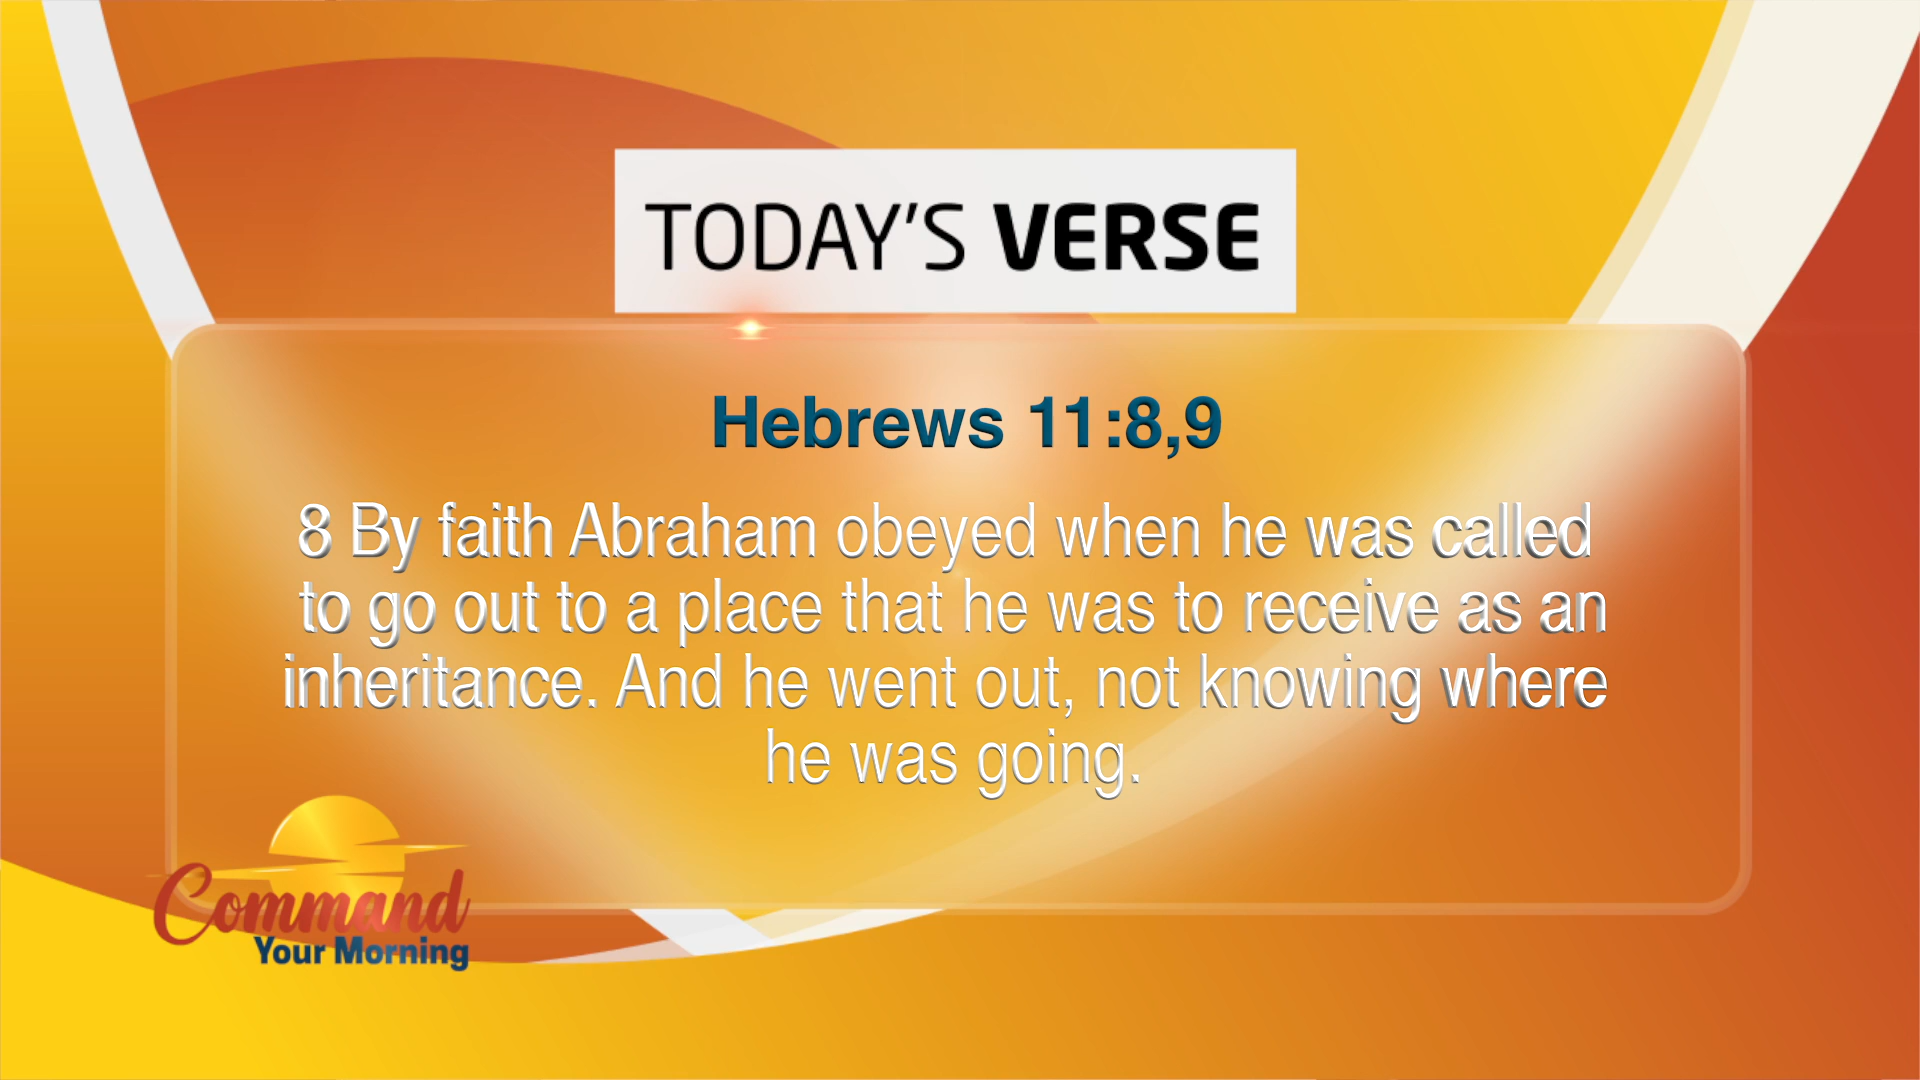 TODAY'S VERSE
Hebrews 11:8,9
8 By faith Abraham obeyed when he was called
to go out to a place that he was to receive as an
inheritance. And he went out, not knowing where
he was going.
Command
Your Morning